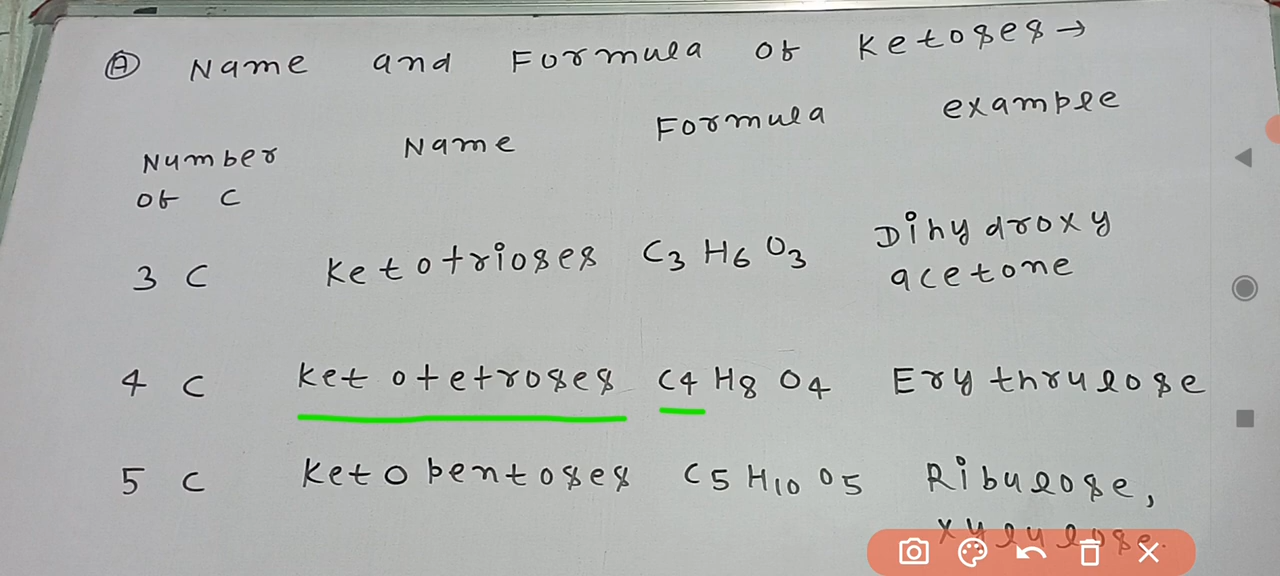 A Name and Formula of Ketoses →
Number of C Name Formula example
3 C Ketotrioses C3 H6 O3 Dihydroxy acetone
4 C Ketotetroses C4 H8 O4 Erythrulose
5 C Ketopentoses C5 H10 O5 Ribulose, xylulose.